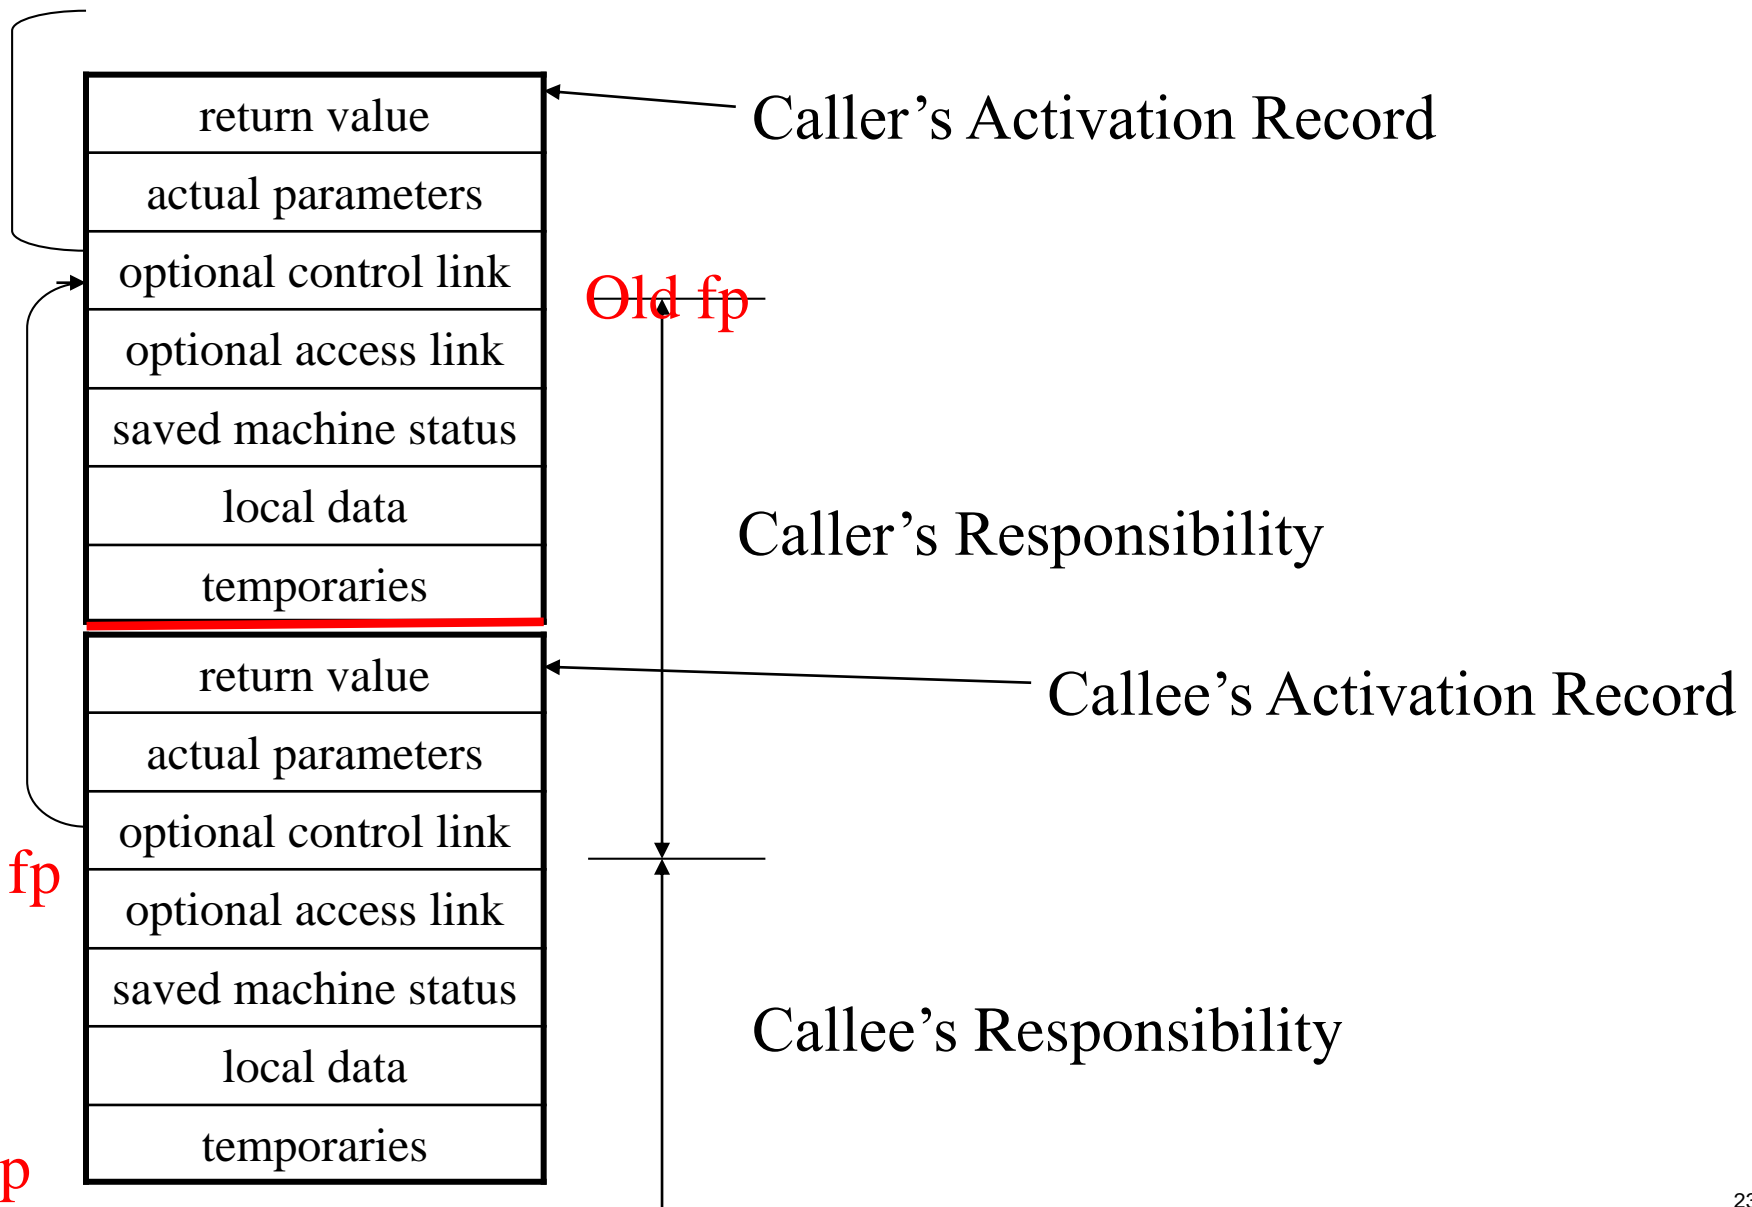 return value
Caller’s Activation Record
actual parameters
optional control link
Old fp
optional access link
saved machine status
local data
Caller’s Responsibility
temporaries
return value
Callee’s Activation Record
actual parameters
optional control link
fp
optional access link
saved machine status
local data
Callee’s Responsibility
temporaries
p
23